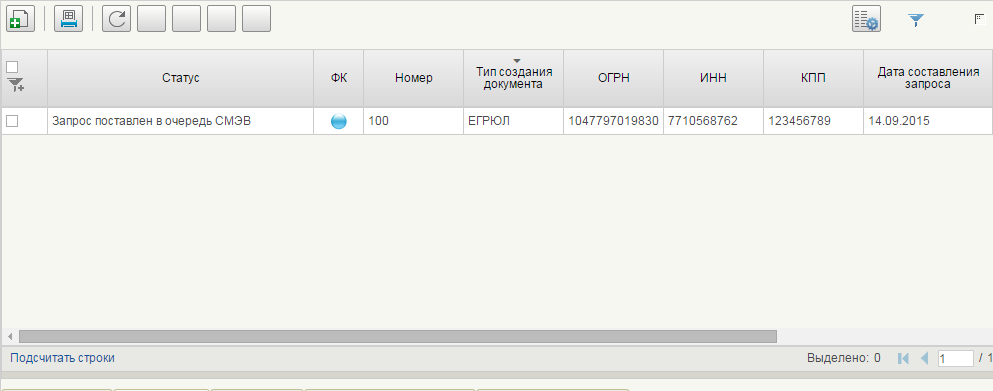 Статус ФК Номер Тип создания документа ОГРН ИНН КПП Дата составления запроса
Запрос поставлен в очередь СМЭВ 100 ЕГРЮЛ 1047797019830 7710568762 123456789 14.09.2015
Подсчитать строки Выделено: 0 1 / 1